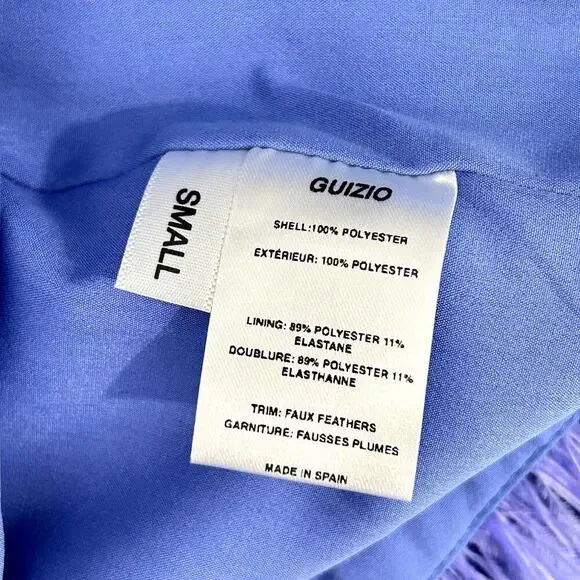 SMALL
GUIZIO
SHELL:100% POLYESTER
EXTÉRIEUR: 100% POLYESTER
LINING: 89% POLYESTER 11%
ELASTANE
DOUBLURE: 89% POLYESTER 11%
ELASTHANNE
TRIM: FAUX FEATHERS
GARNITURE: FAUSSES PLUMES
MADE IN SPAIN